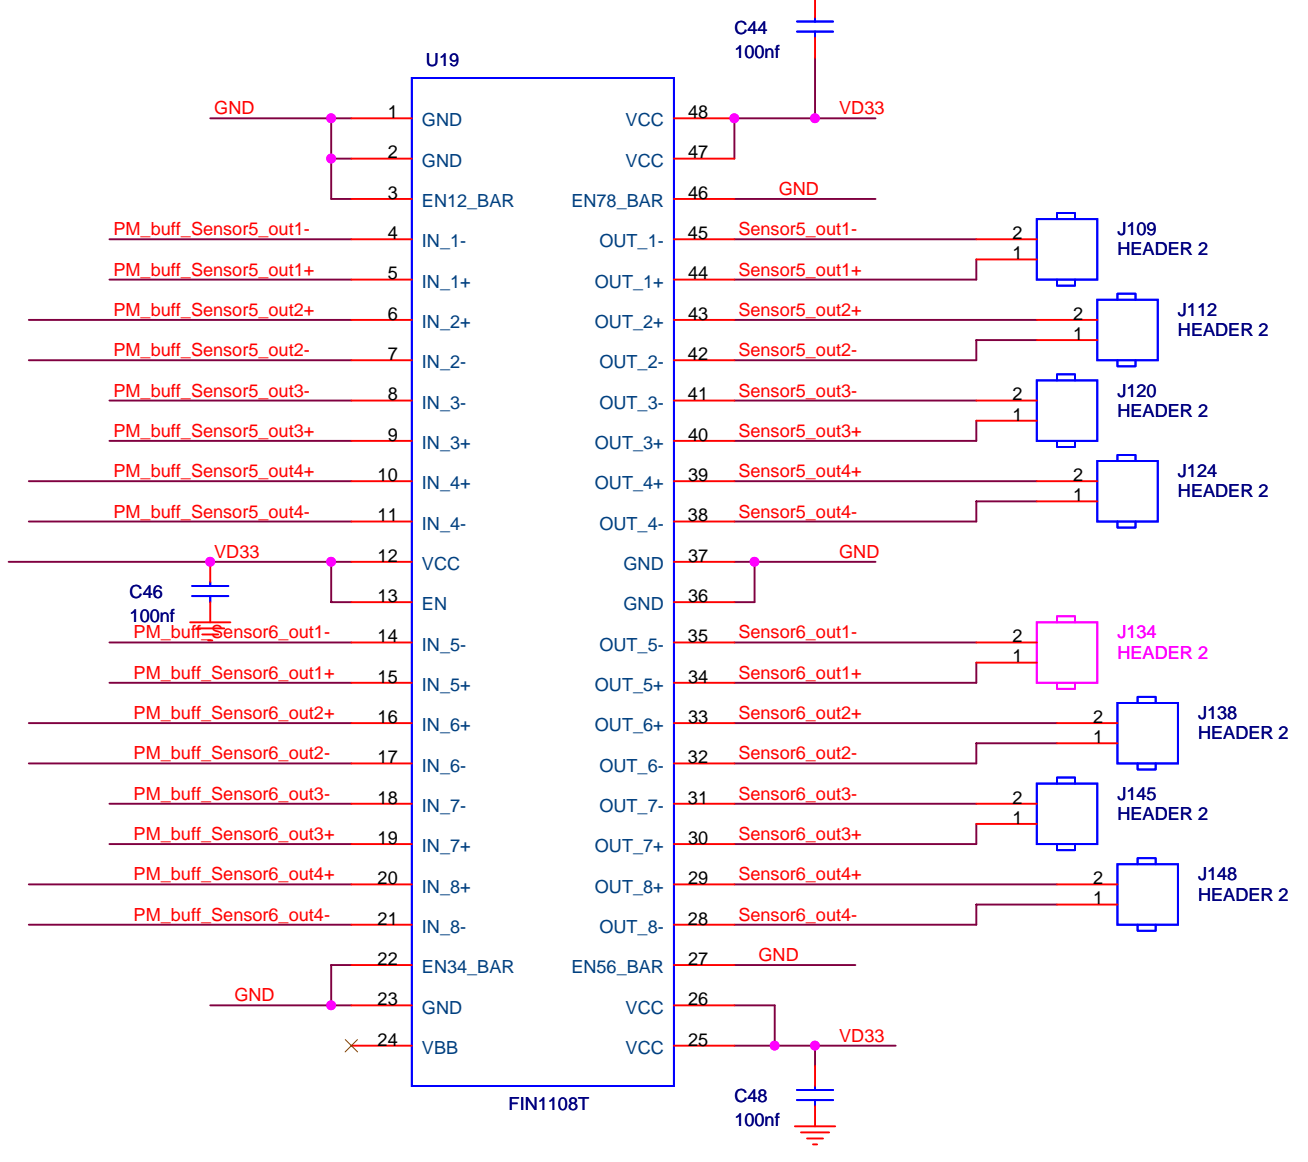 C44
100nf
U19
GND 1 GND VCC 48 VD33
2 GND VCC 47
3 EN12_BAR EN78_BAR 46 GND
PM_buff_Sensor5_out1- 4 IN_1- OUT_1- 45 Sensor5_out1- 2 J109
PM_buff_Sensor5_out1+ 5 IN_1+ OUT_1+ 44 Sensor5_out1+ 1 HEADER 2
PM_buff_Sensor5_out2+ 6 IN_2+ OUT_2+ 43 Sensor5_out2+ 2 J112
PM_buff_Sensor5_out2- 7 IN_2- OUT_2- 42 Sensor5_out2- 1 HEADER 2
PM_buff_Sensor5_out3- 8 IN_3- OUT_3- 41 Sensor5_out3- 2 J120
PM_buff_Sensor5_out3+ 9 IN_3+ OUT_3+ 40 Sensor5_out3+ 1 HEADER 2
PM_buff_Sensor5_out4+ 10 IN_4+ OUT_4+ 39 Sensor5_out4+ 2 J124
PM_buff_Sensor5_out4- 11 IN_4- OUT_4- 38 Sensor5_out4- 1 HEADER 2
VD33 12 VCC GND 37 GND
C46
100nf
13 EN GND 36
PM_buff_Sensor6_out1- 14 IN_5- OUT_5- 35 Sensor6_out1- 2 J134
PM_buff_Sensor6_out1+ 15 IN_5+ OUT_5+ 34 Sensor6_out1+ 1 HEADER 2
PM_buff_Sensor6_out2+ 16 IN_6+ OUT_6+ 33 Sensor6_out2+ 2 J138
PM_buff_Sensor6_out2- 17 IN_6- OUT_6- 32 Sensor6_out2- 1 HEADER 2
PM_buff_Sensor6_out3- 18 IN_7- OUT_7- 31 Sensor6_out3- 2 J145
PM_buff_Sensor6_out3+ 19 IN_7+ OUT_7+ 30 Sensor6_out3+ 1 HEADER 2
PM_buff_Sensor6_out4+ 20 IN_8+ OUT_8+ 29 Sensor6_out4+ 2 J148
PM_buff_Sensor6_out4- 21 IN_8- OUT_8- 28 Sensor6_out4- 1 HEADER 2
22 EN34_BAR EN56_BAR 27 GND
GND 23 GND VCC 26
24 VBB VCC 25 VD33
FIN1108T
C48
100nf